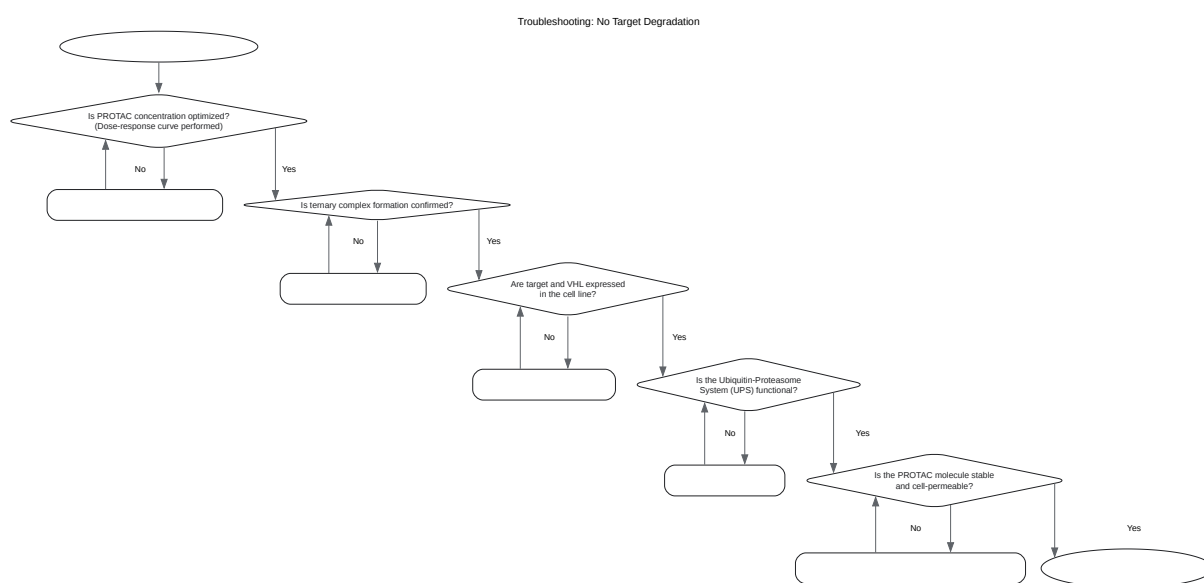 Troubleshooting: No Target Degradation
Is PROTAC concentration optimized?
(Dose-response curve performed)
No
Yes
Is ternary complex formation confirmed?
No
Yes
Are target and VHL expressed
in the cell line?
No
Yes
Is the Ubiquitin-Proteasome
System (UPS) functional?
No
Yes
Is the PROTAC molecule stable
and cell-permeable?
No
Yes